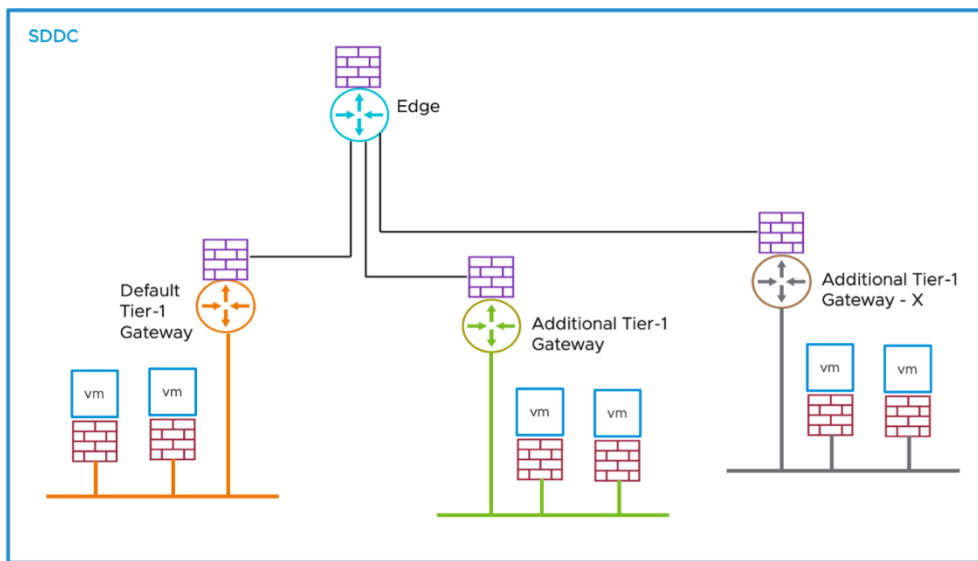 SDDC
Edge
Default
Tier-1
Gateway
vm
vm
Additional Tier-1
Gateway
vm
vm
Additional Tier-1
Gateway - X
vm
vm